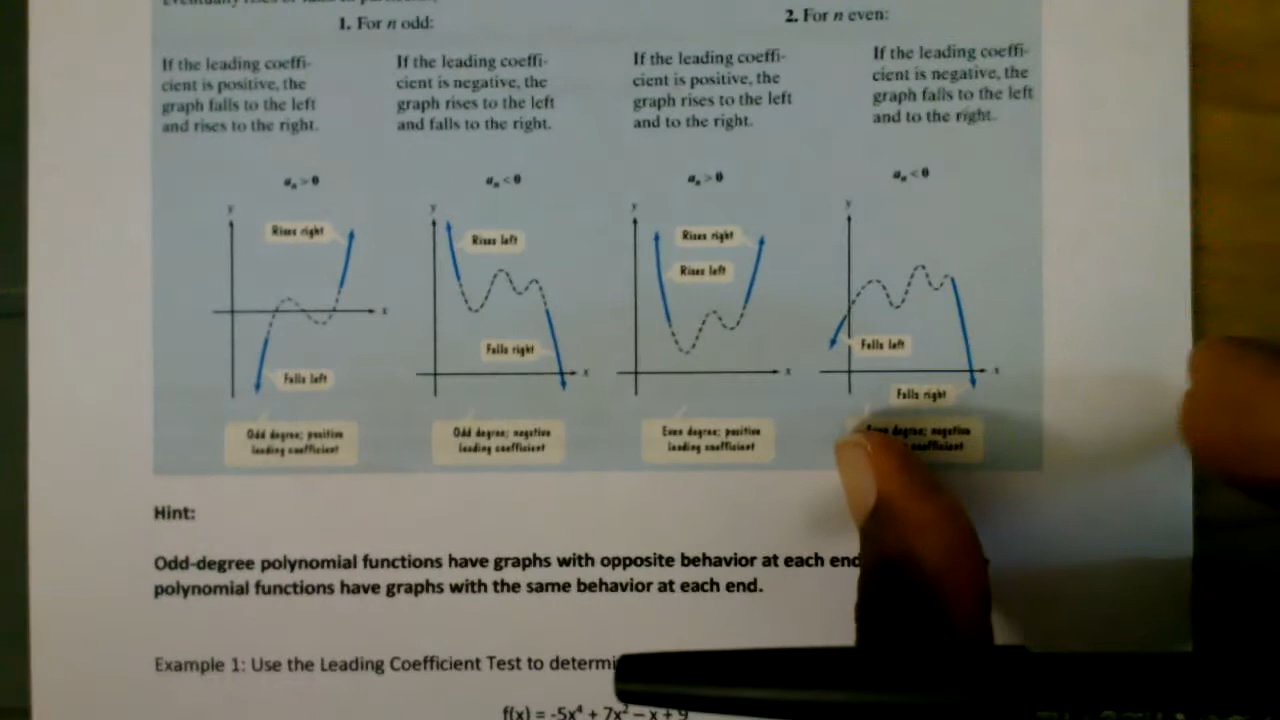 1. For n odd:
2. For n even:
If the leading coeffi-
cient is positive, the
graph falls to the left
and rises to the right.
If the leading coeffi-
cient is negative, the
graph rises to the left
and falls to the right.
If the leading coeffi-
cient is positive, the
graph rises to the left
and to the right.
If the leading coeffi-
cient is negative, the
graph falls to the left
and to the right.
aₙ > 0
aₙ < 0
aₙ > 0
aₙ < 0
y
Rises right
x
Falls left
Odd degree; positive
leading coefficient
y
Rises left
Falls right
x
Odd degree; negative
leading coefficient
y
Rises right
Rises left
x
Even degree; positive
leading coefficient
y
Falls left
x
Falls right
degree; negative
coefficient
Hint:
Odd-degree polynomial functions have graphs with opposite behavior at each end
polynomial functions have graphs with the same behavior at each end.
Example 1: Use the Leading Coefficient Test to determi
f(x) = -5x⁴ + 7x² – x + 9